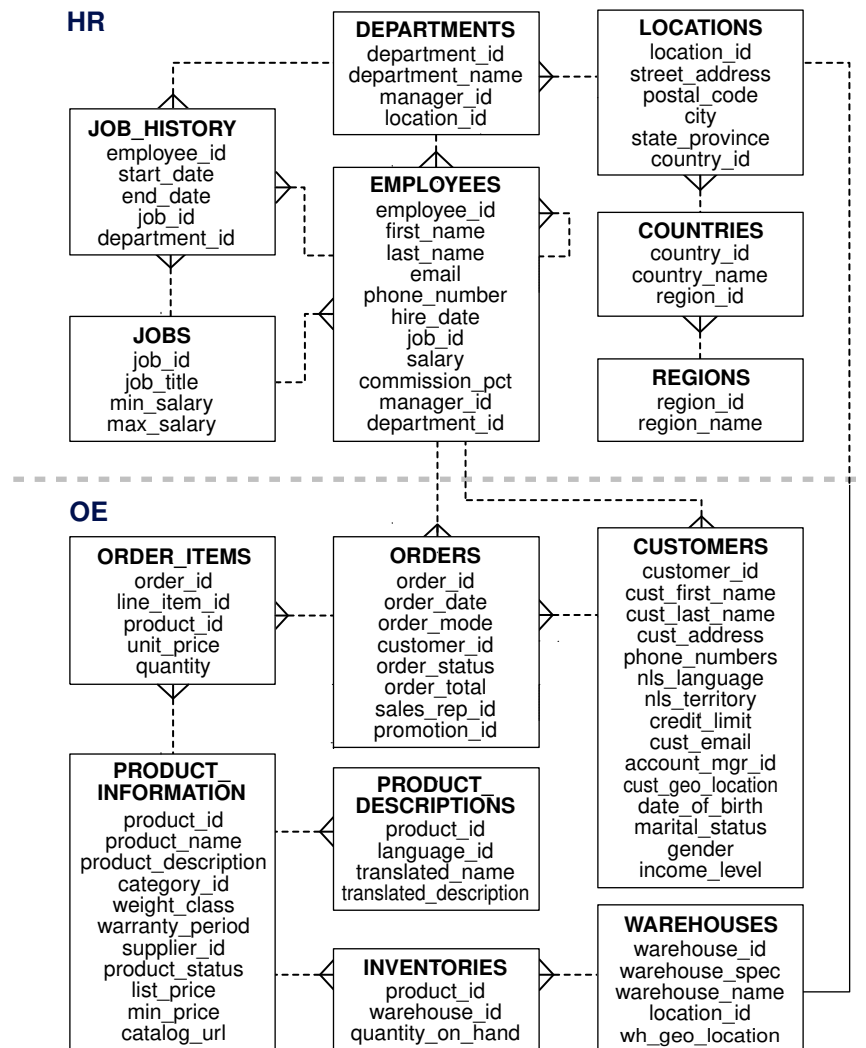 HR
DEPARTMENTS
department_id
department_name
manager_id
location_id
LOCATIONS
location_id
street_address
postal_code
city
state_province
country_id
JOB_HISTORY
employee_id
start_date
end_date
job_id
department_id
EMPLOYEES
employee_id
first_name
last_name
email
phone_number
hire_date
job_id
salary
commission_pct
manager_id
department_id
COUNTRIES
country_id
country_name
region_id
JOBS
job_id
job_title
min_salary
max_salary
REGIONS
region_id
region_name
OE
ORDER_ITEMS
order_id
line_item_id
product_id
unit_price
quantity
ORDERS
order_id
order_date
order_mode
customer_id
order_status
order_total
sales_rep_id
promotion_id
CUSTOMERS
customer_id
cust_first_name
cust_last_name
cust_address
phone_numbers
nls_language
nls_territory
credit_limit
cust_email
account_mgr_id
cust_geo_location
date_of_birth
marital_status
gender
income_level
PRODUCT_
INFORMATION
product_id
product_name
product_description
category_id
weight_class
warranty_period
supplier_id
product_status
list_price
min_price
catalog_url
PRODUCT_
DESCRIPTIONS
product_id
language_id
translated_name
translated_description
INVENTORIES
product_id
warehouse_id
quantity_on_hand
WAREHOUSES
warehouse_id
warehouse_spec
warehouse_name
location_id
wh_geo_location